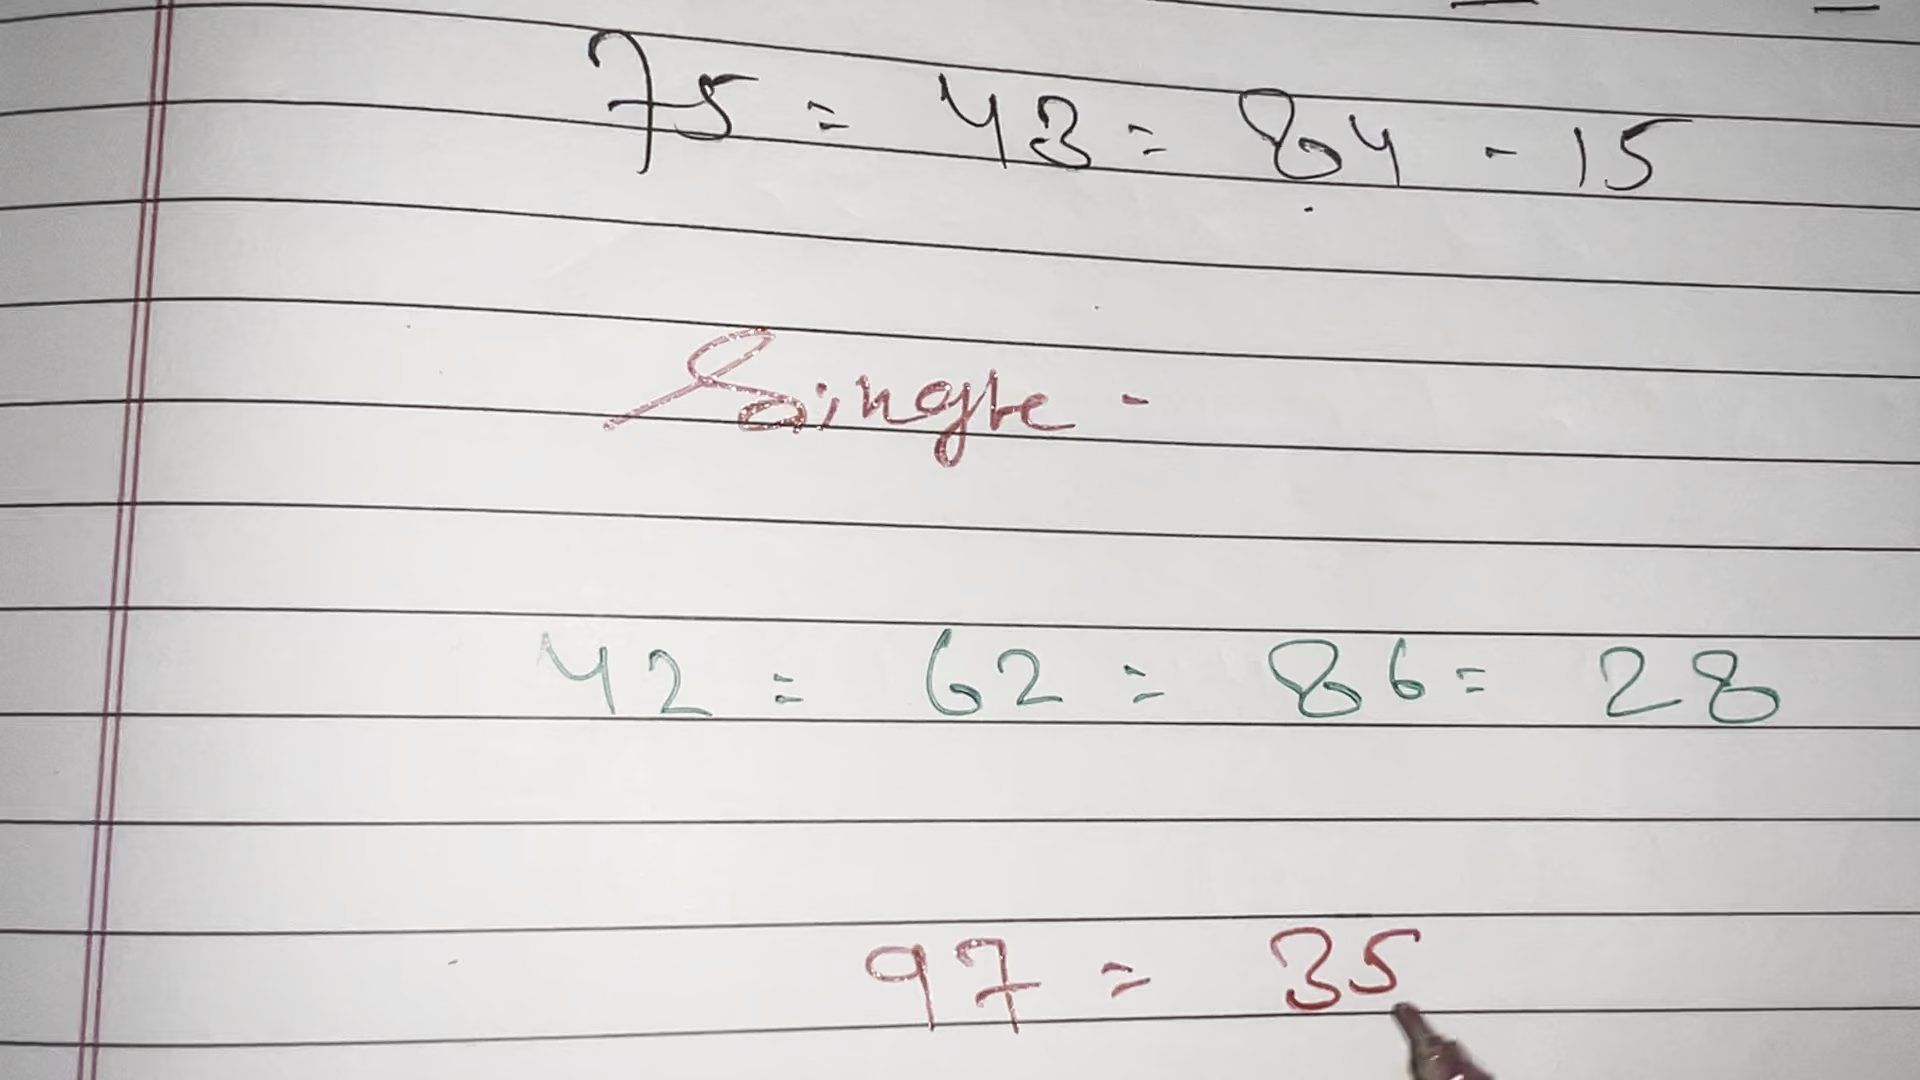 75 = 43 = 84 - 15
Single -
42 = 62 = 86 = 28
97 = 35